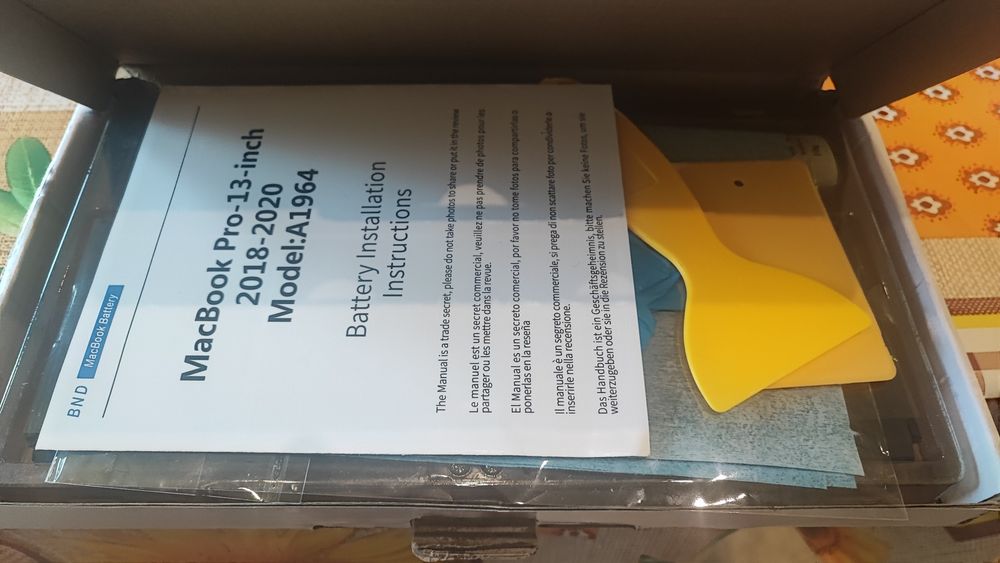 BND MacBook Battery
MacBook Pro-13-inch
2018-2020
Model:A1964
Battery Installation
Instructions
The Manual is a trade secret, please do not take photos to share or put it in the review
Le manuel est un secret commercial, veuillez ne pas prendre de photos pour les
partager ou les mettre dans la revue.
El Manual es un secreto comercial, por favor no tome fotos para compartirlas o
ponerlas en la reseña
Il manuale è un segreto commerciale, si prega di non scattare foto per condividerle o
inserirle nella recensione.
Das Handbuch ist ein Geschäftsgeheimnis, bitte machen Sie keine Fotos, um sie
weiterzugeben oder sie in die Rezension zu stellen.